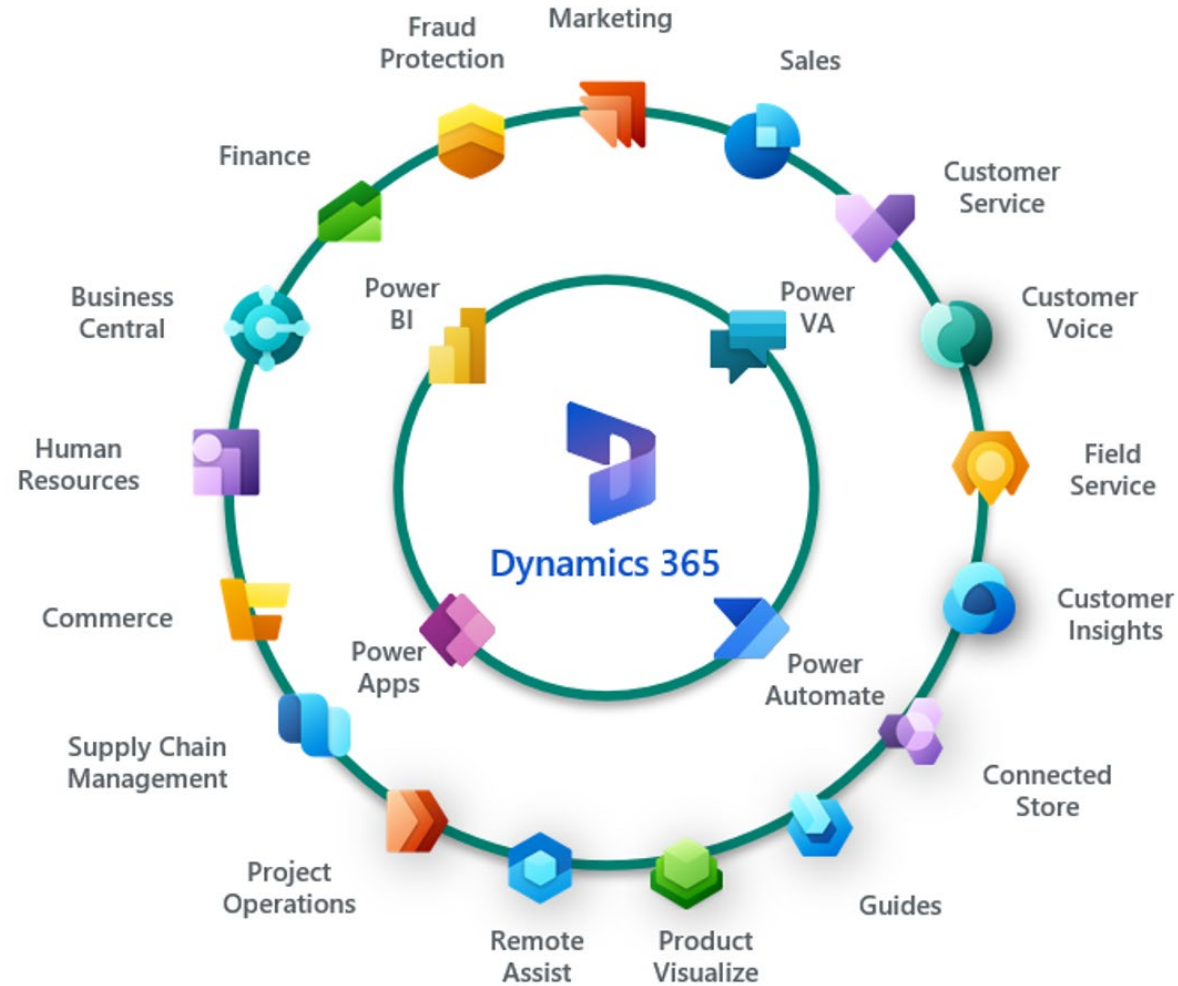 Marketing
Sales
Customer
Service
Customer
Voice
Field
Service
Customer
Insights
Connected
Store
Guides
Product
Visualize
Remote
Assist
Project
Operations
Supply Chain
Management
Commerce
Human
Resources
Business
Central
Finance
Fraud
Protection
Power
BI
Power
VA
Dynamics 365
Power
Apps
Power
Automate